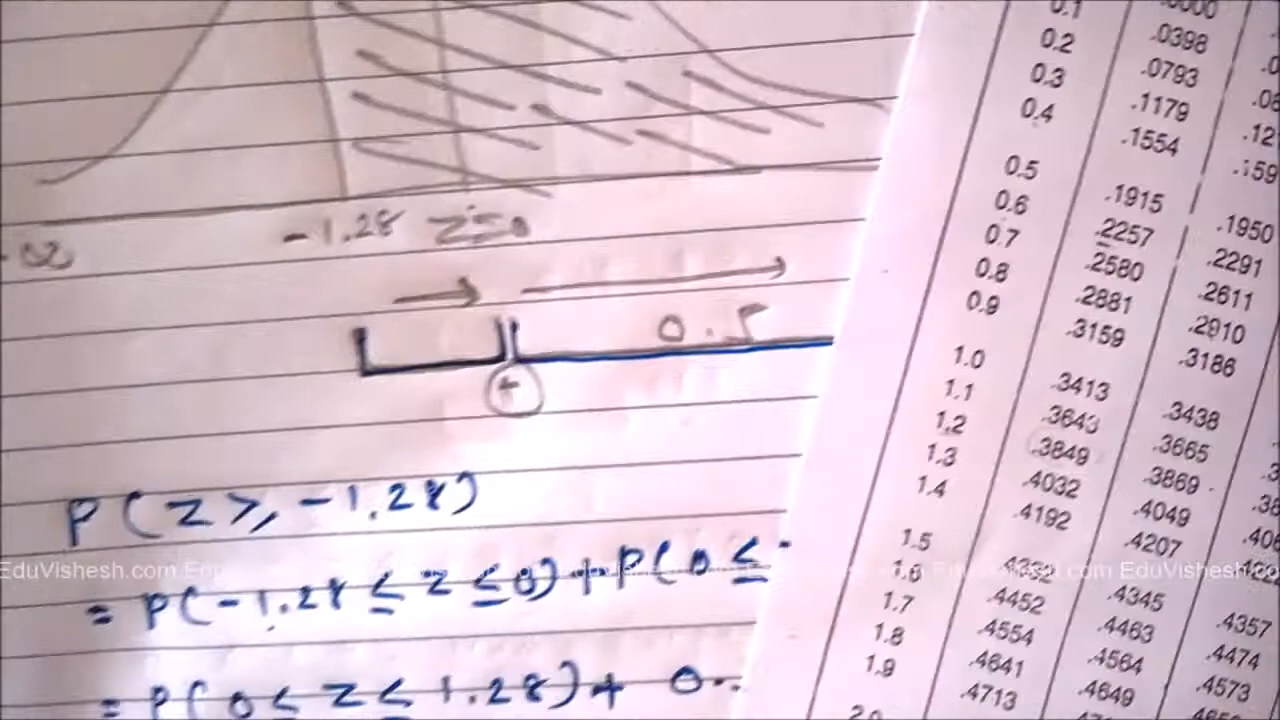 -∞ -1.28 Z=0
0.5
+
P(Z ≥ -1.28)
= P(-1.28 ≤ Z ≤ 0) + P(0 ≤
= P(0 ≤ Z ≤ 1.28) + 0.
EduVishesh.com
EduVishesh.com
0.1 .0000
0.2 .0398
0.3 .0793
0.4 .1179
.1554
0.5
0.6 .1915 .1950
0.7 .2257 .2291
0.8 .2580 .2611
0.9 .2881 .2910
.3159 .3186
1.0
1.1 .3413 .3438
1.2 .3643 .3665
1.3 .3849 .3869
1.4 .4032 .4049
.4192 .4207
1.5
1.6 .4332 .4345 .4357
1.7 .4452 .4463 .4474
1.8 .4554 .4564 .4573
1.9 .4641 .4649
.4713
2.0